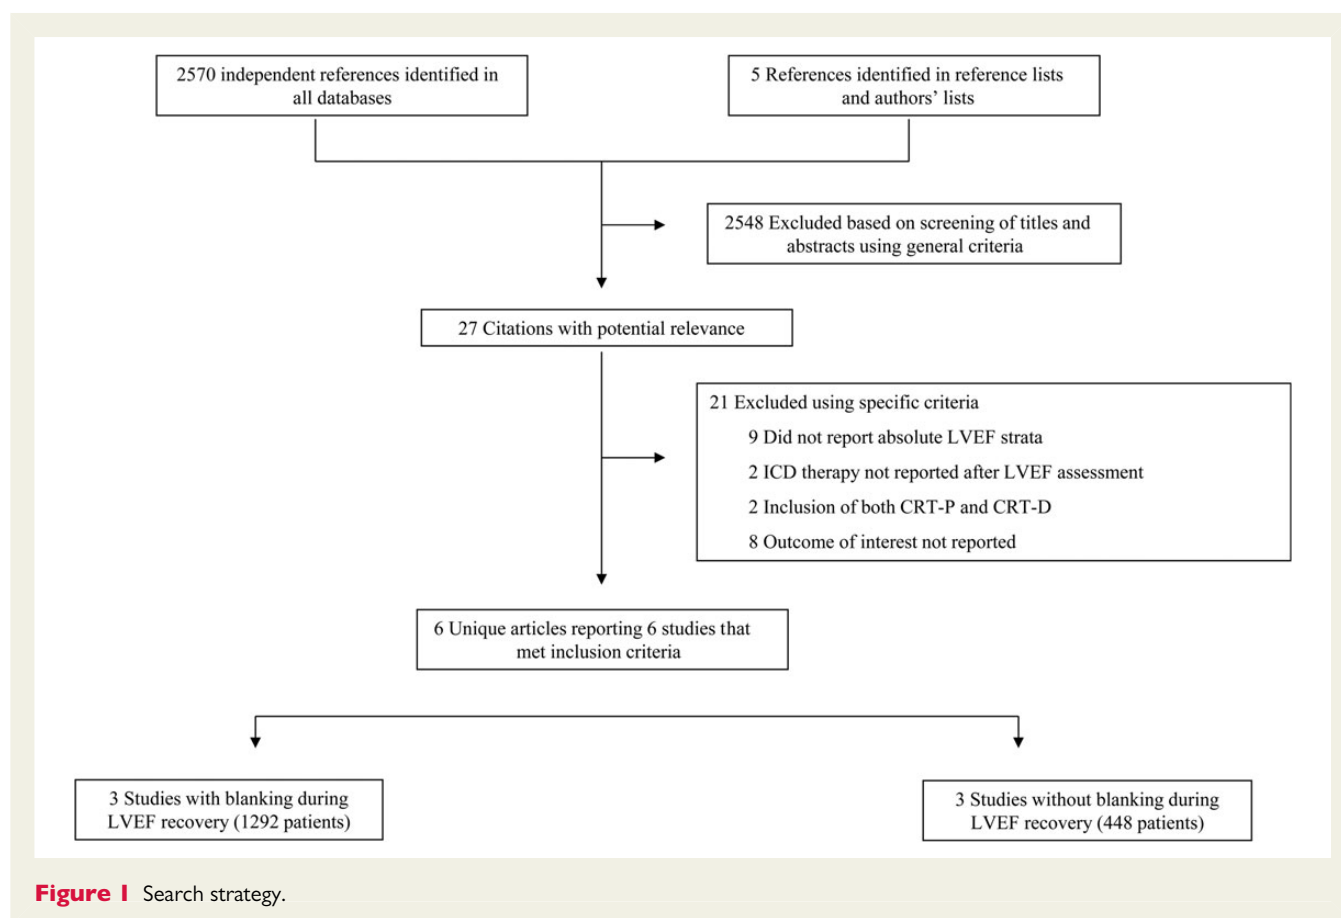 2570 independent references identified in
all databases
5 References identified in reference lists
and authors' lists
2548 Excluded based on screening of titles and
abstracts using general criteria
27 Citations with potential relevance
21 Excluded using specific criteria
9 Did not report absolute LVEF strata
2 ICD therapy not reported after LVEF assessment
2 Inclusion of both CRT-P and CRT-D
8 Outcome of interest not reported
6 Unique articles reporting 6 studies that
met inclusion criteria
3 Studies with blanking during
LVEF recovery (1292 patients)
3 Studies without blanking during
LVEF recovery (448 patients)
Figure 1 Search strategy.